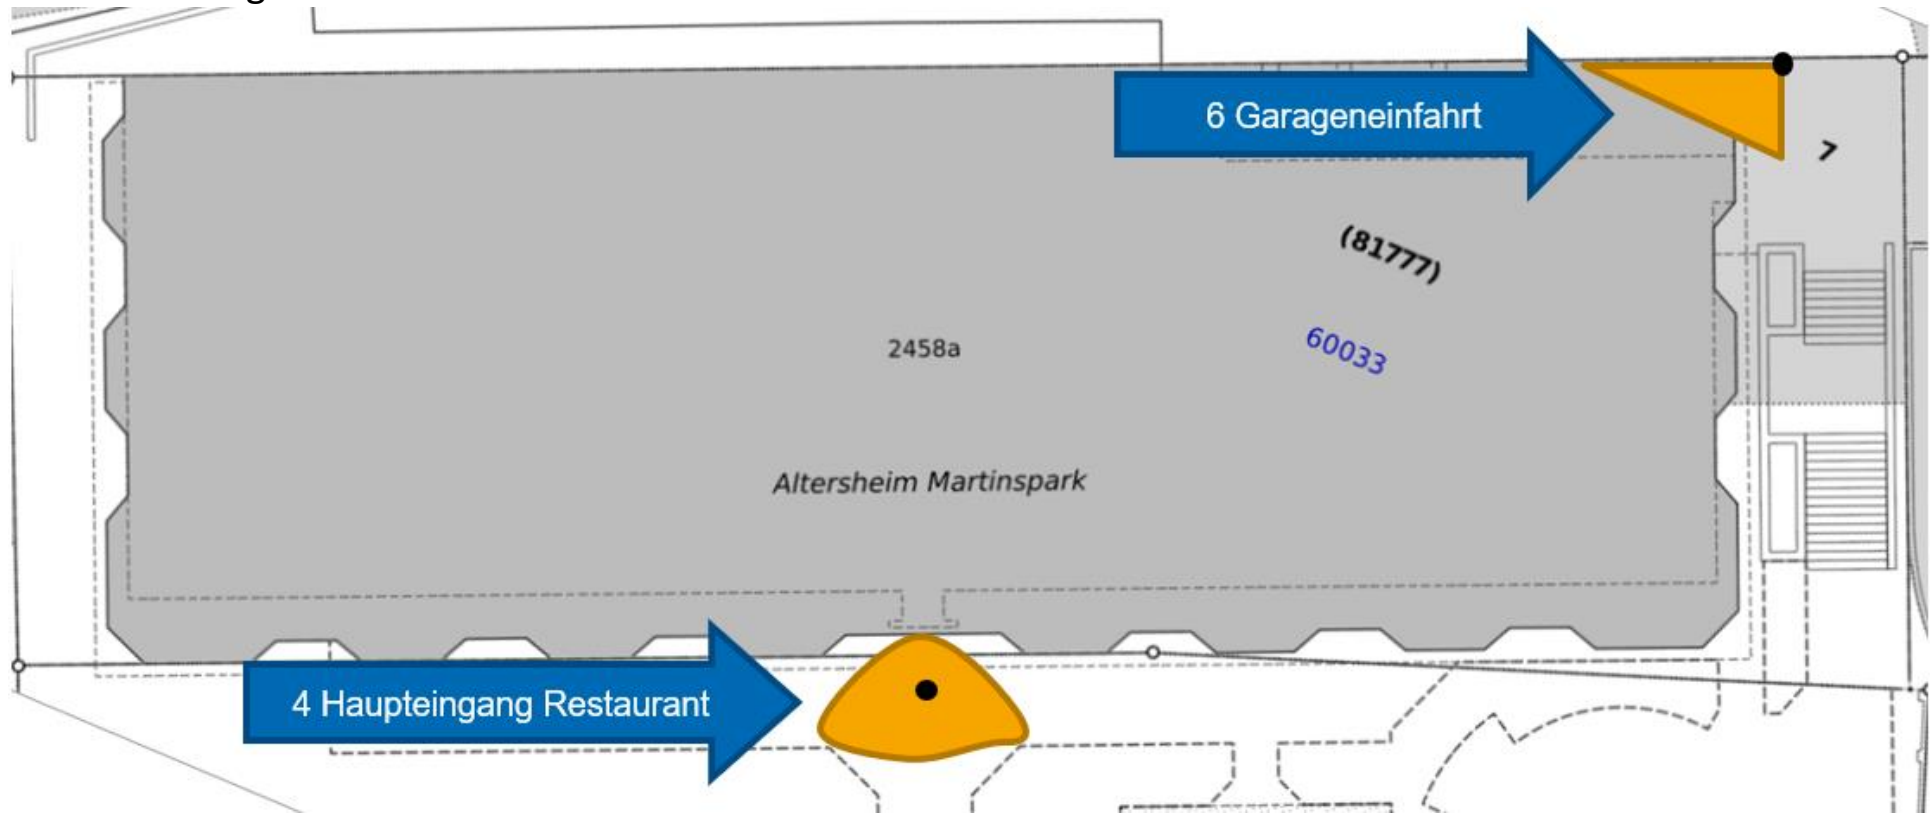 6 Garageneinfahrt
7
(81777)
60033
2458a
Altersheim Martinspark
4 Haupteingang Restaurant